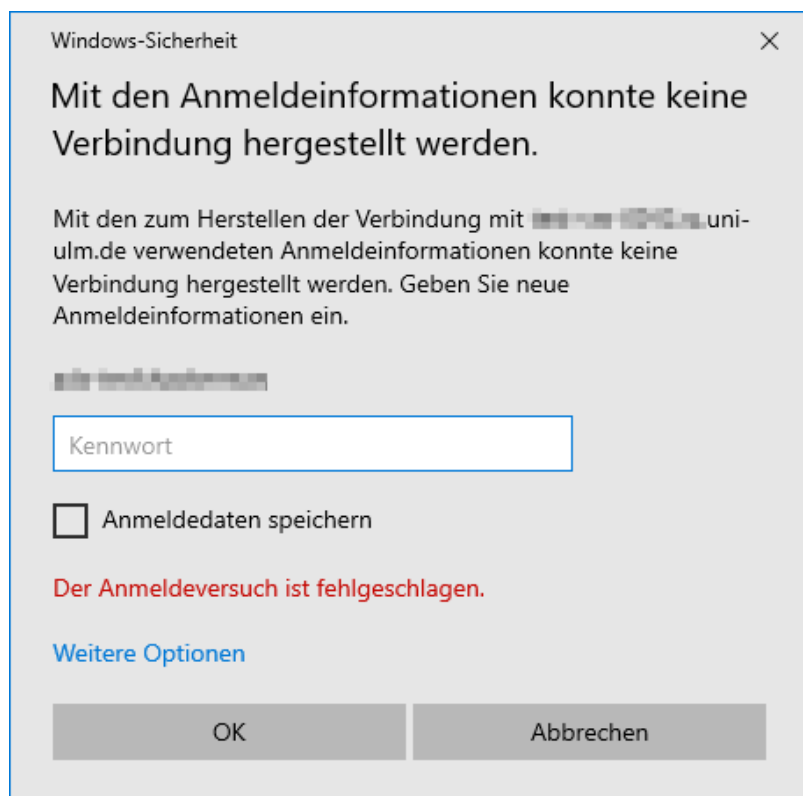 Windows-Sicherheit
Mit den Anmeldeinformationen konnte keine
Verbindung hergestellt werden.
Mit den zum Herstellen der Verbindung mit uni-
ulm.de verwendeten Anmeldeinformationen konnte keine
Verbindung hergestellt werden. Geben Sie neue
Anmeldeinformationen ein.
Kennwort
Anmeldedaten speichern
Der Anmeldeversuch ist fehlgeschlagen.
Weitere Optionen
OK
Abbrechen